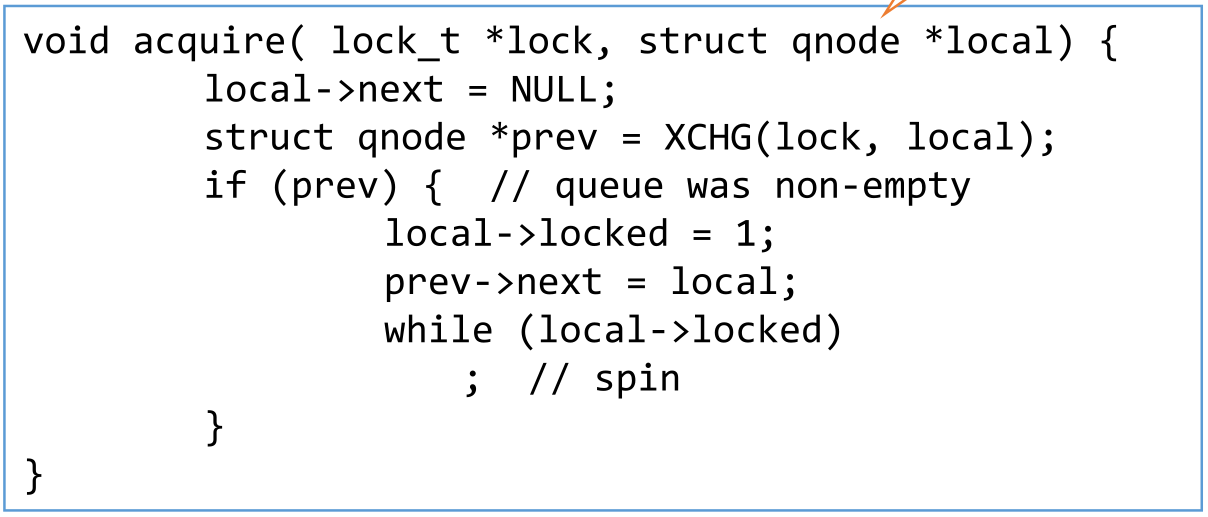 void acquire( lock_t *lock, struct qnode *local) {
local->next = NULL;
struct qnode *prev = XCHG(lock, local);
if (prev) {  // queue was non-empty
local->locked = 1;
prev->next = local;
while (local->locked)
;  // spin
}
}